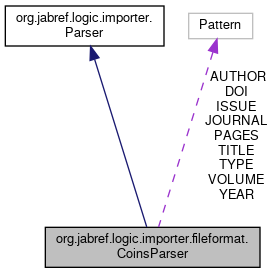 org.jabref.logic.importer.
Parser
Pattern
AUTHOR
DOI
ISSUE
JOURNAL
PAGES
TITLE
TYPE
VOLUME
YEAR
org.jabref.logic.importer.fileformat.
CoinsParser